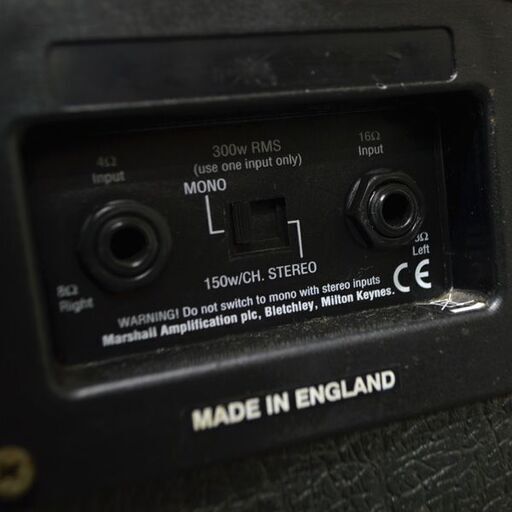 4Ω
Input
300w RMS
(use one input only)
16Ω
Input
MONO
8Ω
Right
150w/CH. STEREO
8Ω
Left
WARNING! Do not switch to mono with stereo inputs
Marshall Amplification plc, Bletchley, Milton Keynes.
CE
MADE IN ENGLAND